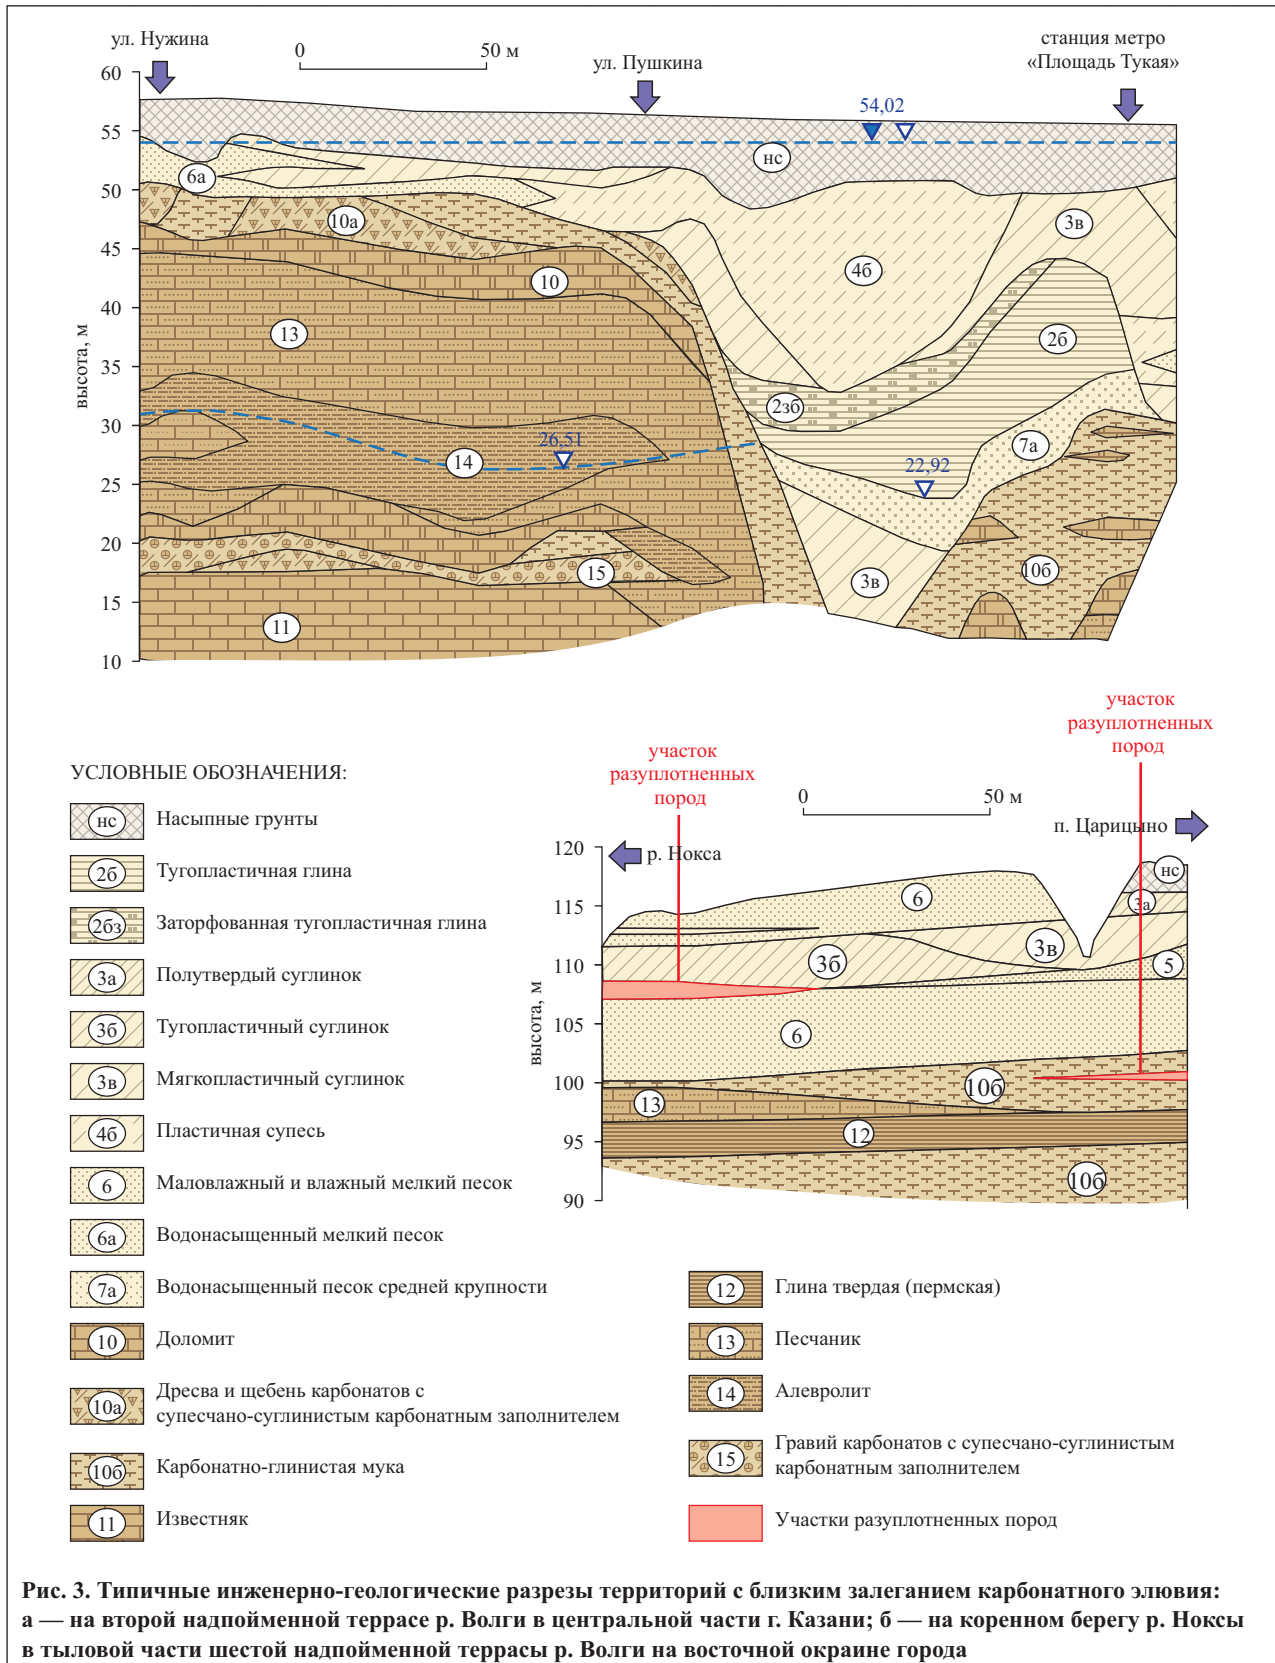 ул. Нужина
0
50 м
ул. Пушкина
станция метро
«Площадь Тукая»
54,02
60
55
50
45
40
35
30
25
20
15
10
высота, м
нс
6а
10а
3в
4б
10
13
2б
2зб
26,51
7а
14
22,92
15
3в
10б
11
УСЛОВНЫЕ ОБОЗНАЧЕНИЯ:
нс
Насыпные грунты
2б
Тугопластичная глина
2бз
Заторфованная тугопластичная глина
3а
Полутвердый суглинок
3б
Тугопластичный суглинок
3в
Мягкопластичный суглинок
4б
Пластичная супесь
6
Маловлажный и влажный мелкий песок
6а
Водонасыщенный мелкий песок
7а
Водонасыщенный песок средней крупности
10
Доломит
10а
Дресва и щебень карбонатов с
супесчано-суглинистым карбонатным заполнителем
10б
Карбонатно-глинистая мука
11
Известняк
участок
разуплотненных
пород
участок
разуплотненных
пород
0
50 м
п. Царицыно
р. Нокса
120
115
110
105
100
95
90
высота, м
нс
3а
6
3в
5
3б
6
10б
13
12
10б
12
Глина твердая (пермская)
13
Песчаник
14
Алевролит
15
Гравий карбонатов с супесчано-суглинистым
карбонатным заполнителем
Участки разуплотненных пород
Рис. 3. Типичные инженерно-геологические разрезы территорий с близким залеганием карбонатного элювия:
а — на второй надпойменной террасе р. Волги в центральной части г. Казани; б — на коренном берегу р. Ноксы
в тыловой части шестой надпойменной террасы р. Волги на восточной окраине города